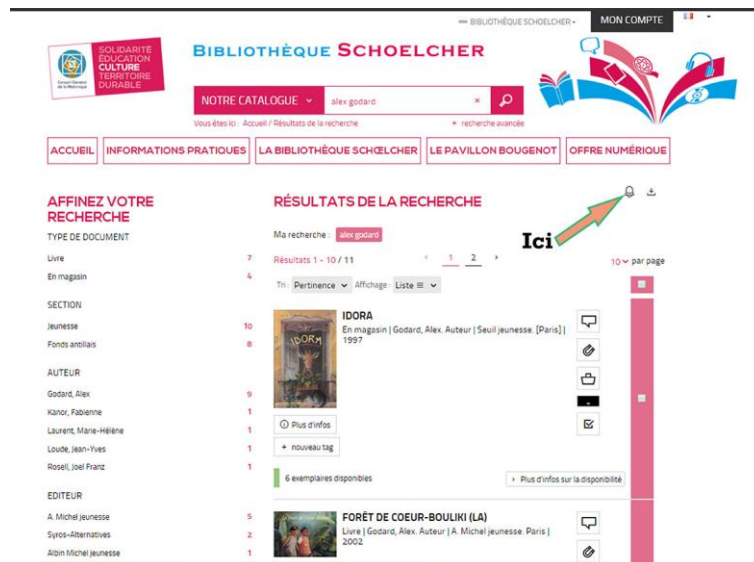 BIBLIOTHÈQUE SCHOELCHER
MON COMPTE
SOLIDARITÉ
ÉDUCATION
CULTURE
TERRITOIRE
DURABLE
Conseil Général
de la Martinique
BIBLIOTHÈQUE SCHOELCHER
NOTRE CATALOGUE
alex godard
×
Vous êtes ici : Accueil / Résultats de la recherche
+ recherche avancée
ACCUEIL
INFORMATIONS PRATIQUES
LA BIBLIOTHÈQUE SCHŒLCHER
LE PAVILLON BOUGENOT
OFFRE NUMÉRIQUE
AFFINEZ VOTRE
RECHERCHE
TYPE DE DOCUMENT
Livre 7
En magasin 4
SECTION
Jeunesse 10
Fonds antillais 8
AUTEUR
Godard, Alex 9
Kanor, Fabienne 1
Laurent, Marie-Hélène 1
Loude, Jean-Yves 1
Rosell, Joel Franz 1
EDITEUR
A. Michel jeunesse 5
Syros-Alternatives 2
Albin Michel jeunesse 1
RÉSULTATS DE LA RECHERCHE
Ici
Ma recherche : alex godard
Résultats 1 - 10 / 11
1 2
10 par page
Tri : Pertinence Affichage : Liste
IDORA
IDORA
En magasin | Godard, Alex. Auteur | Seuil jeunesse. [Paris] |
1997
Plus d'infos
+ nouveau tag
6 exemplaires disponibles
Plus d'infos sur la disponibilité
FORÊT DE COEUR-BOULIKI (LA)
Livre | Godard, Alex. Auteur | A. Michel jeunesse. Paris |
2002